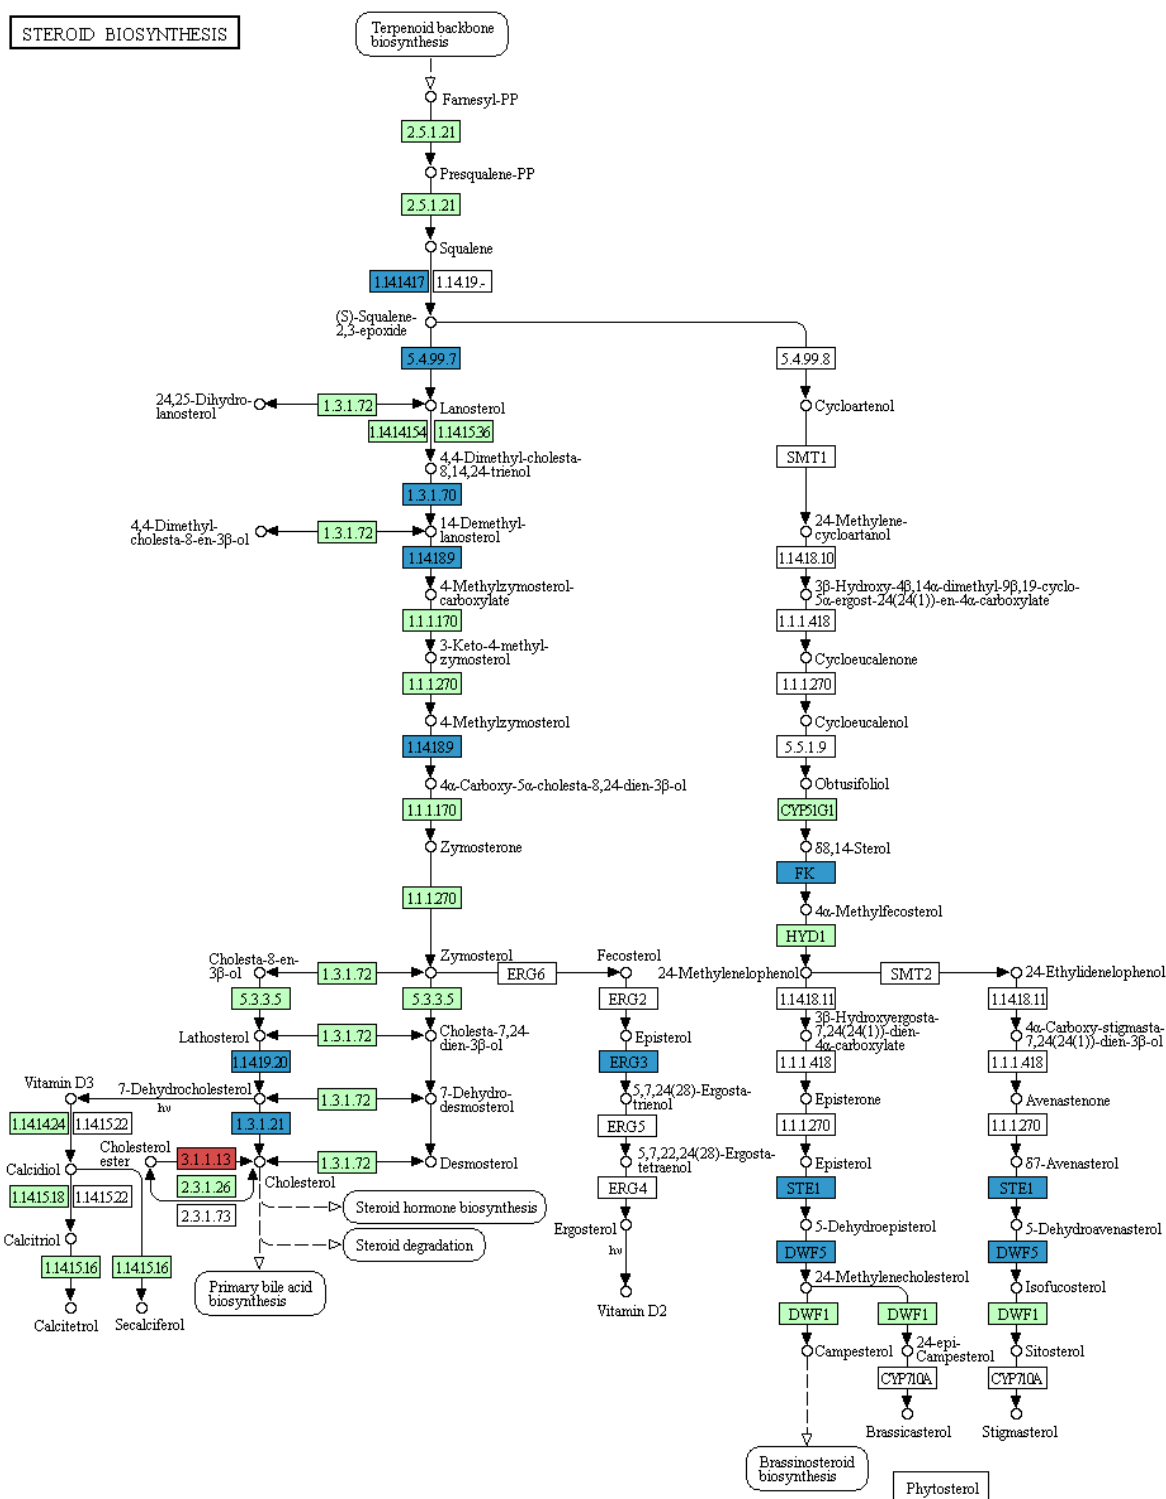 STEROID BIOSYNTHESIS
Terpenoid backbone
biosynthesis
Farnesyl-PP
2.5.1.21
Presqualene-PP
2.5.1.21
Squalene
1.14.14.17
1.14.19.-
(S)-Squalene-
2,3-epoxide
5.4.99.7
5.4.99.8
24,25-Dihydro-
lanosterol
1.3.1.72
Lanosterol
Cycloartenol
1.14.14.154
1.14.15.36
SMT1
4,4-Dimethyl-cholesta-
8,14,24-trienol
1.3.1.70
4,4-Dimethyl-
cholesta-8-en-3β-ol
1.3.1.72
14-Demethyl-
lanosterol
24-Methylene-
cycloartanol
1.14.18.9
1.14.18.10
4-Methylzymosterol-
carboxylate
3β-Hydroxy-4β,14α-dimethyl-9β,19-cyclo-
5α-ergost-24(24(1))-en-4α-carboxylate
1.1.1.170
1.1.1.418
3-Keto-4-methyl-
zymosterol
Cycloeucalenone
1.1.1.270
1.1.1.270
4-Methylzymosterol
Cycloeucalenol
1.14.18.9
5.5.1.9
4α-Carboxy-5α-cholesta-8,24-dien-3β-ol
Obtusifoliol
1.1.1.170
CYP51G1
Zymosterone
δ8,14-Sterol
FK
1.1.1.270
4α-Methylfecosterol
HYD1
Cholesta-8-en-
3β-ol
1.3.1.72
Zymosterol
ERG6
Fecosterol
24-Methylenelophenol
SMT2
24-Ethylidenelophenol
5.3.3.5
5.3.3.5
ERG2
1.14.18.11
1.14.18.11
Lathosterol
1.3.1.72
Cholesta-7,24-
dien-3β-ol
Episterol
3β-Hydroxyergosta-
7,24(24(1))-dien-
4α-carboxylate
4α-Carboxy-stigmasta-
7,24(24(1))-dien-3β-ol
1.14.19.20
ERG3
1.1.1.418
1.1.1.418
Vitamin D3
7-Dehydrocholesterol
hν
1.3.1.72
7-Dehydro-
desmosterol
5,7,24(28)-Ergosta-
trienol
Episterone
Avenastenone
1.14.14.24
1.14.15.22
1.3.1.21
ERG5
1.1.1.270
1.1.1.270
Calcidiol
Cholesterol
ester
3.1.1.13
Cholesterol
1.3.1.72
Desmosterol
5,7,22,24(28)-Ergosta-
tetraenol
Episterol
δ7-Avenasterol
1.14.15.18
1.14.15.22
2.3.1.26
2.3.1.73
ERG4
STE1
STE1
Calcitriol
Steroid hormone biosynthesis
Ergosterol
5-Dehydroepisterol
5-Dehydroavenasterol
Steroid degradation
hν
DWF5
DWF5
1.14.15.16
1.14.15.16
Primary bile acid
biosynthesis
24-Methylenecholesterol
Isofucosterol
Calcitetrol
Secalciferol
Vitamin D2
DWF1
DWF1
DWF1
Campesterol
24-epi-
Campesterol
Sitosterol
CYP710A
CYP710A
Brassicasterol
Stigmasterol
Brassinosteroid
biosynthesis
Phytosterol